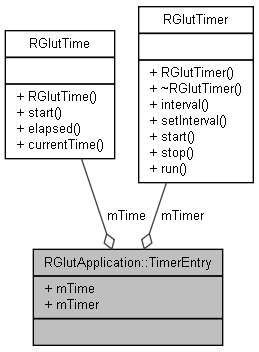 RGlutTime
+ RGlutTime()
+ start()
+ elapsed()
+ currentTime()
RGlutTimer
+ RGlutTimer()
+ ~RGlutTimer()
+ interval()
+ setInterval()
+ start()
+ stop()
+ run()
mTime
mTimer
RGlutApplication::TimerEntry
+ mTime
+ mTimer